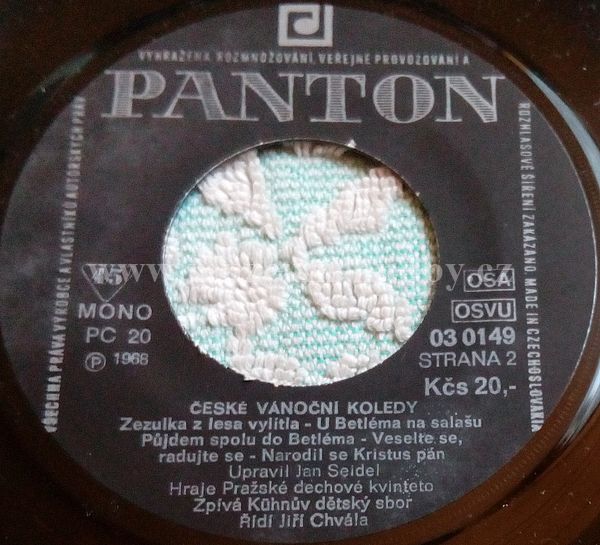 VYHRAŽENA. ROZMNOŽOVÁNÍ, VEŘEJNÉ PROVOZOVÁNÍ A
PANTON
VŠECHNA PRÁVA VÝROBCE A VLASTNÍKŮ AUTORSKÝCH PRÁV
ROZHLASOVÉ ŠÍŘENÍ ZAKÁZÁNO. MADE IN CZECHOSLOVAKIA
45
MONO
PC 20
Ⓟ 1968
OSA
OSVU
03 0149
STRANA 2
Kčs 20,-
ČESKÉ VÁNOČNÍ KOLEDY
Zezulka z lesa vylítla - U Betléma na salašu
Půjdem spolu do Betléma - Veselte se,
radujte se - Narodil se Kristus pán
Upravil Jan Seidel
Hraje Pražské dechové kvinteto
Zpívá Kühnův dětský sbor
Řídí Jiří Chvála